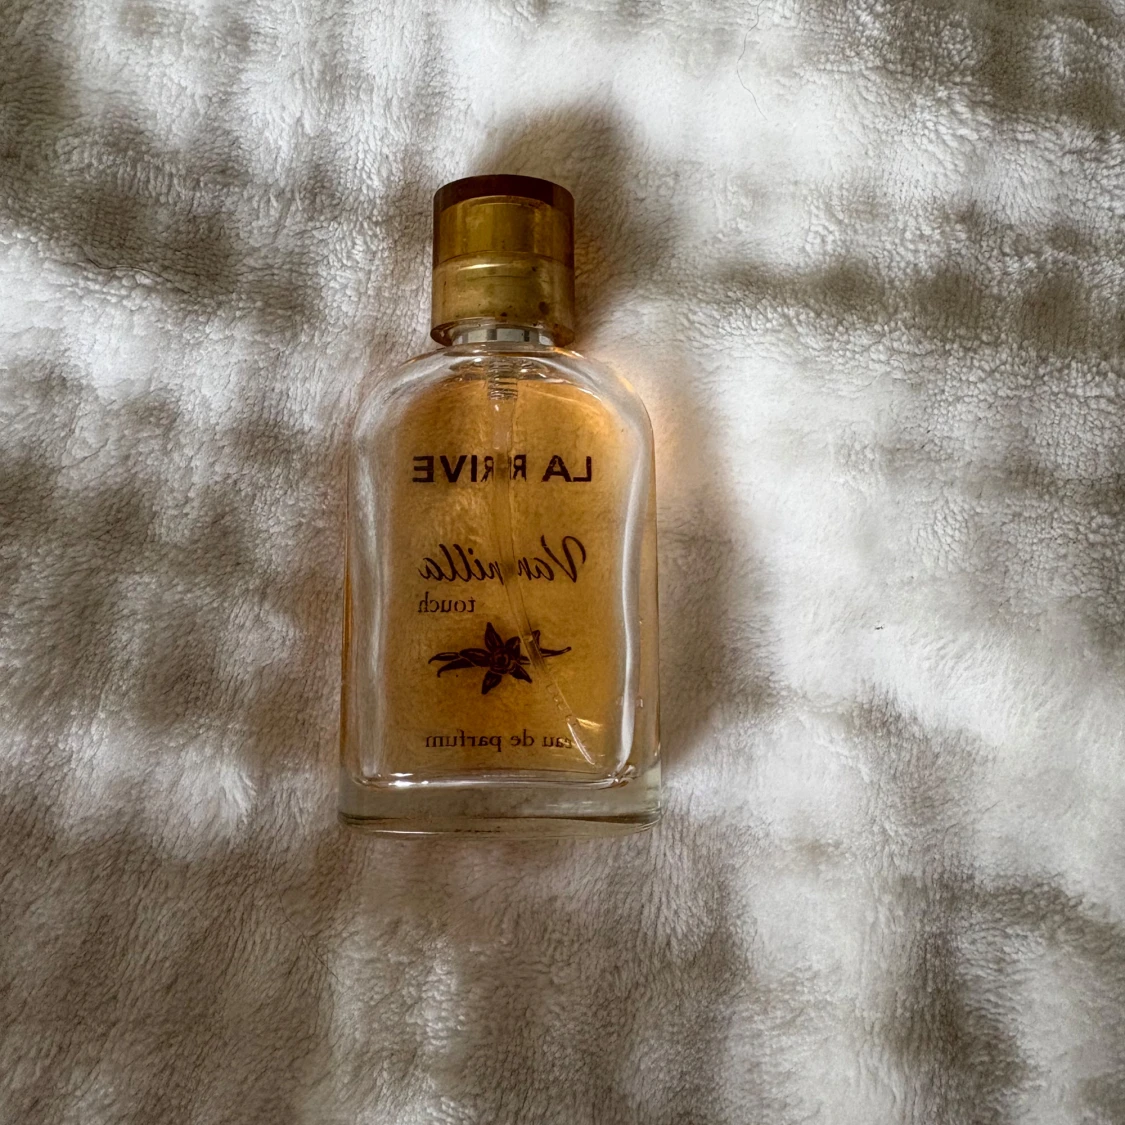 LA RIVE
Vanilla
touch
eau de parfum